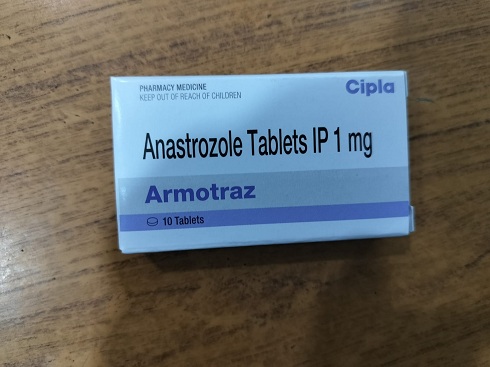 PHARMACY MEDICINE
KEEP OUT OF REACH OF CHILDREN
Cipla
Anastrozole Tablets IP 1 mg
Armotraz
10 Tablets